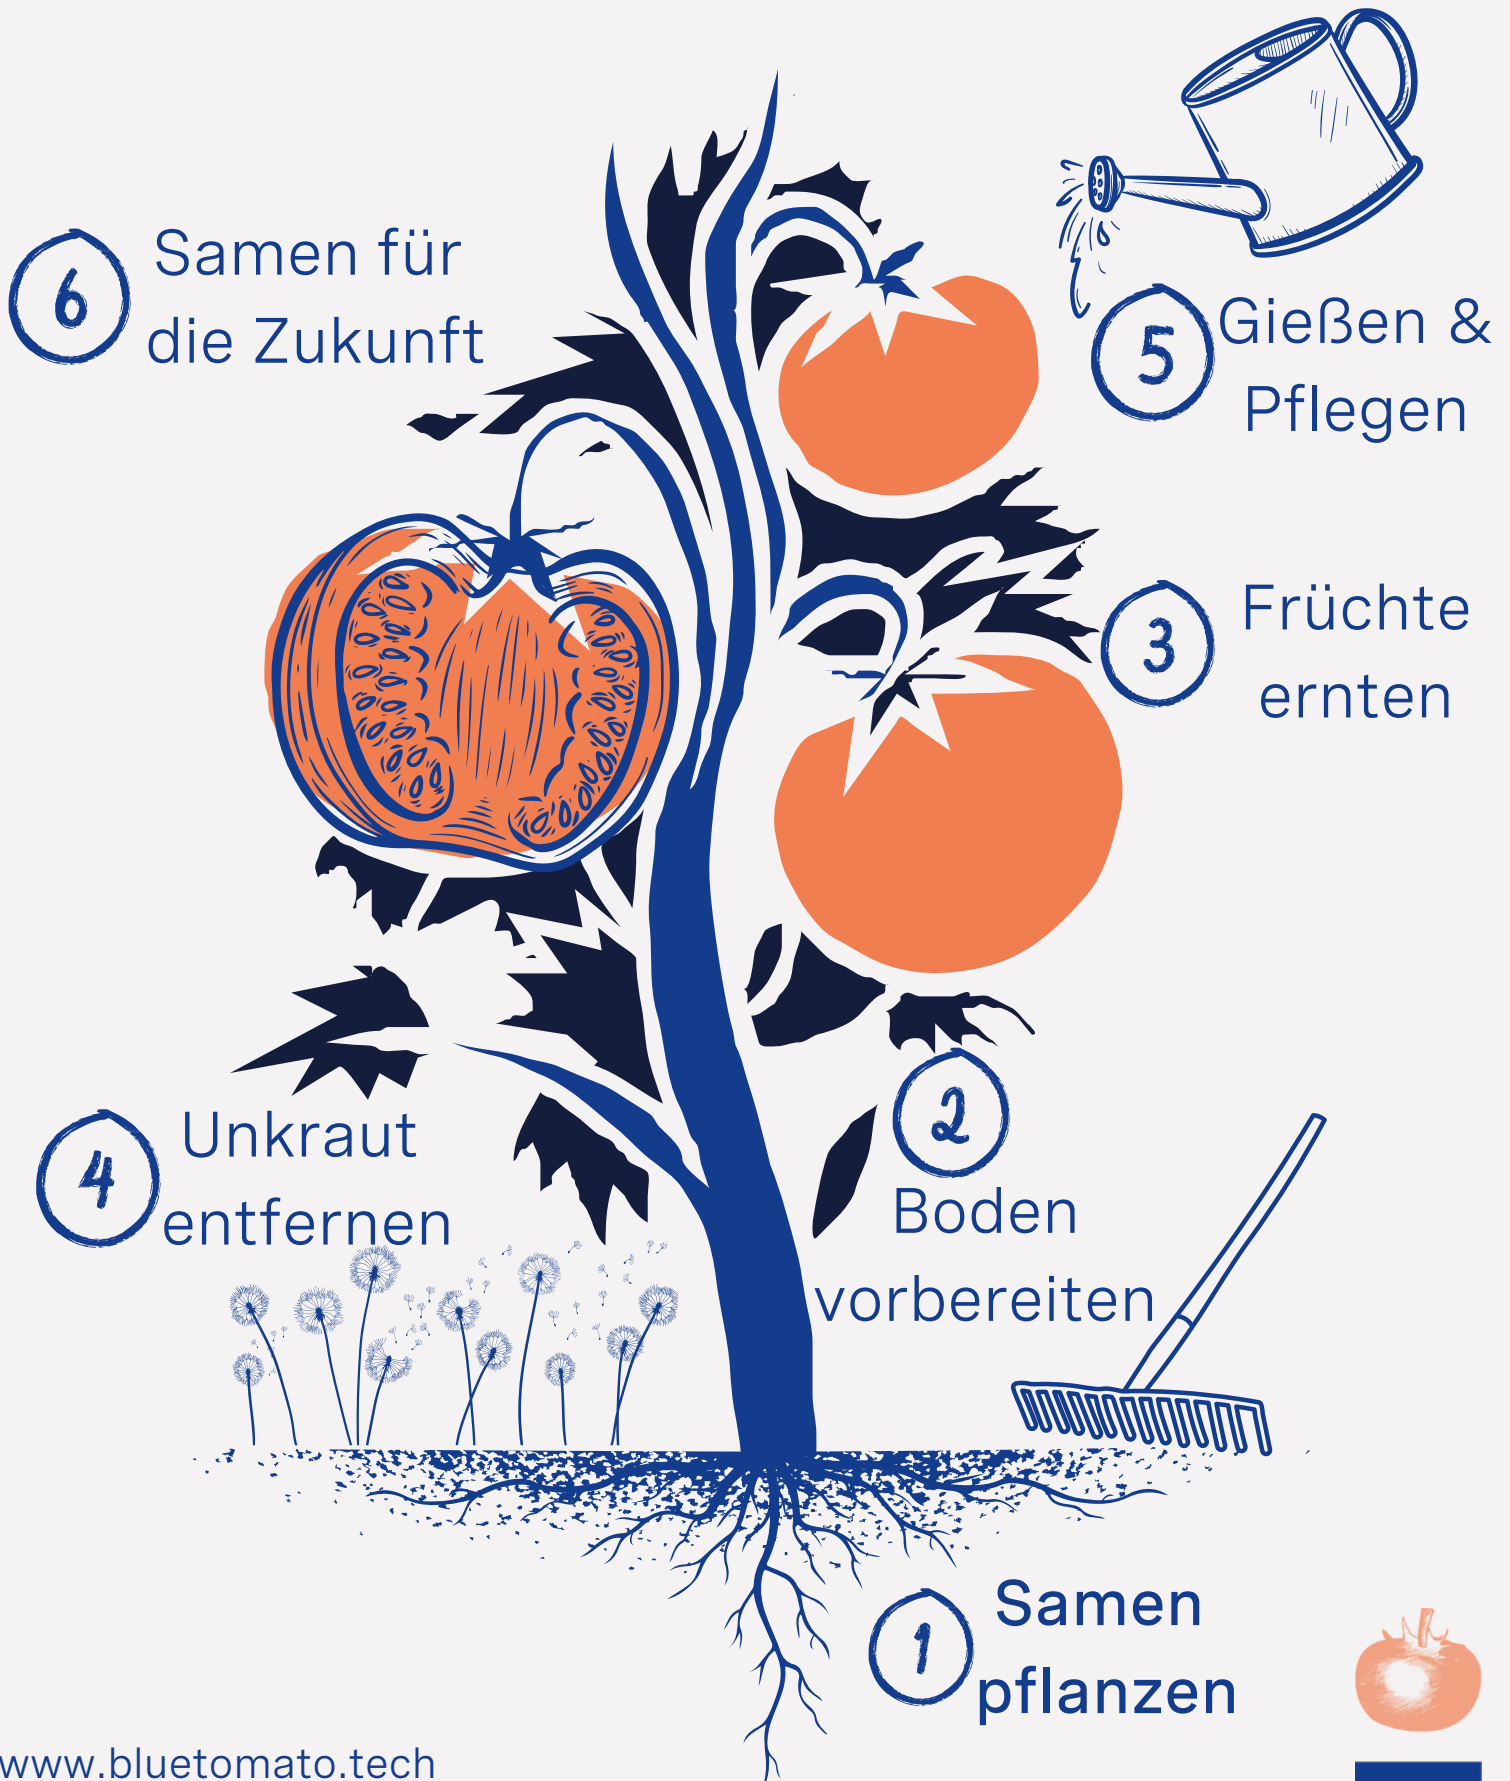 6
Samen für
die Zukunft
5
Gießen &
Pflegen
3
Früchte
ernten
4
Unkraut
entfernen
2
Boden
vorbereiten
1
Samen
pflanzen
www.bluetomato.tech